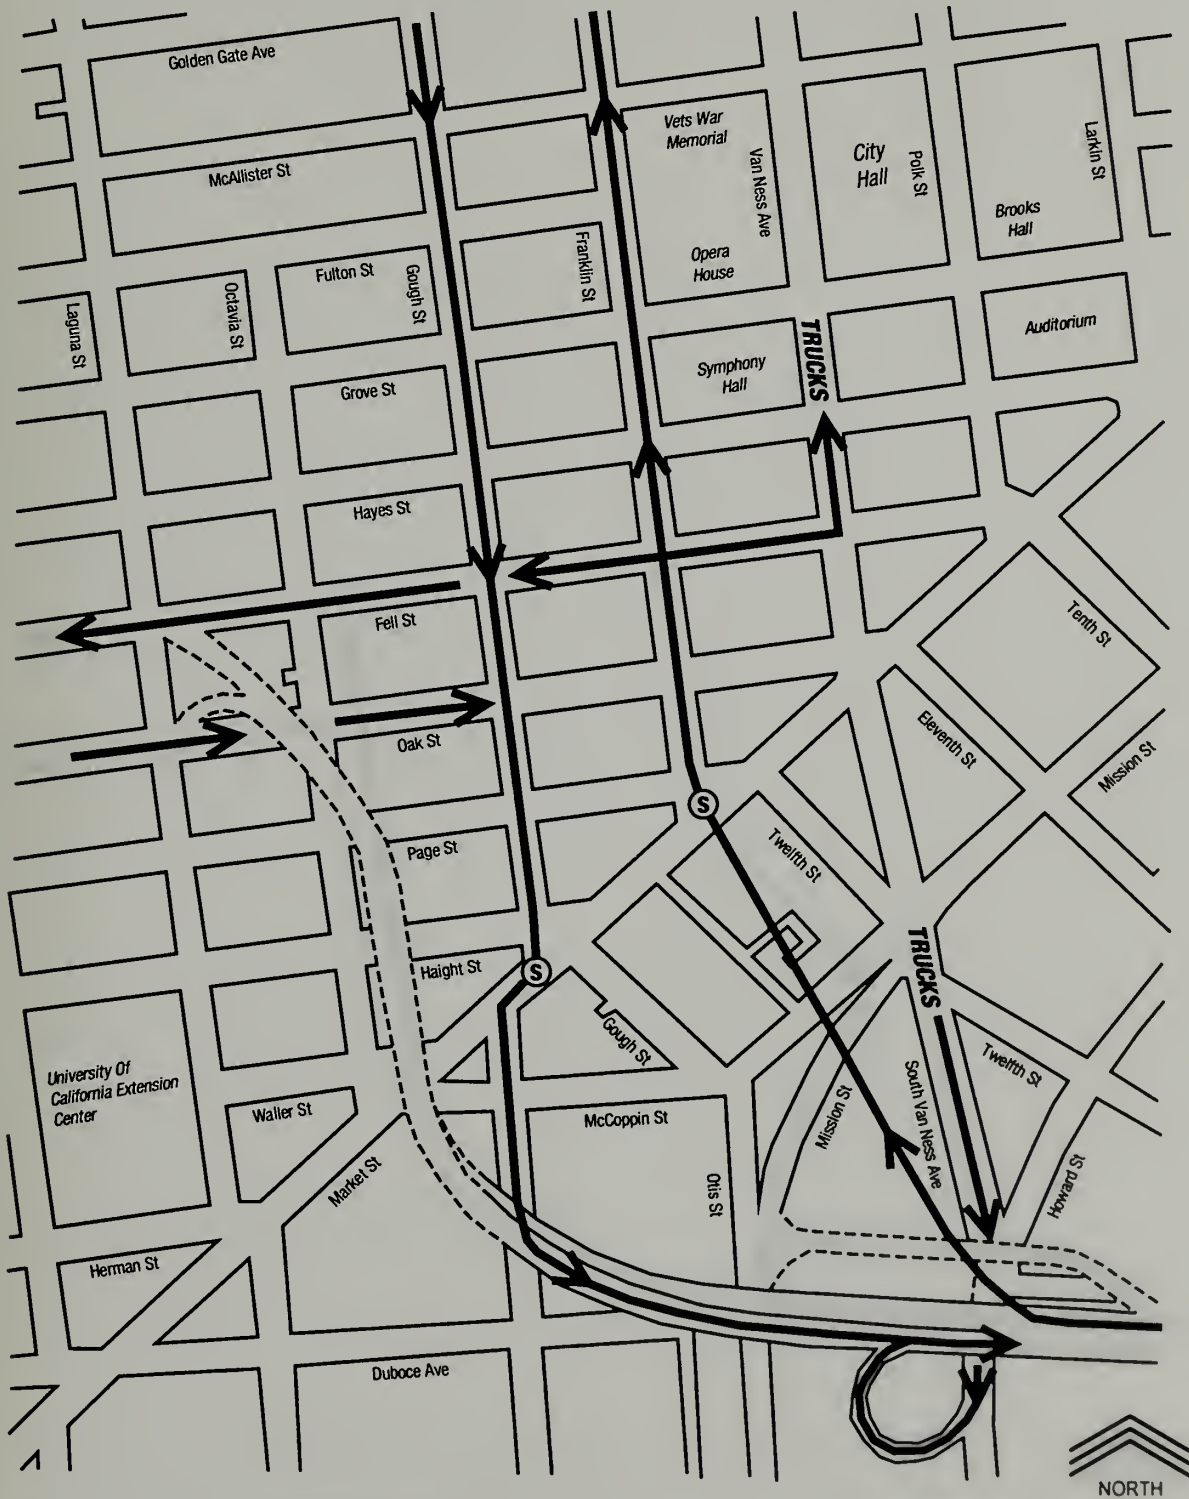 Golden Gate Ave
McAllister St
Vets War
Memorial
Van Ness Ave
City
Hall
Polk St
Larkin St
Brooks
Hall
Fulton St
Gough St
Franklin St
Opera
House
Laguna St
Octavia St
Auditorium
TRUCKS
Symphony
Hall
Grove St
Hayes St
Fell St
Tenth St
Oak St
Eleventh St
Mission St
S
Page St
Twelfth St
TRUCKS
Haight St
S
Gough St
University Of
California Extension
Center
Waller St
McCoppin St
Mission St
South Van Ness Ave
Twelfth St
Market St
Otis St
Howard St
Herman St
Duboce Ave
NORTH